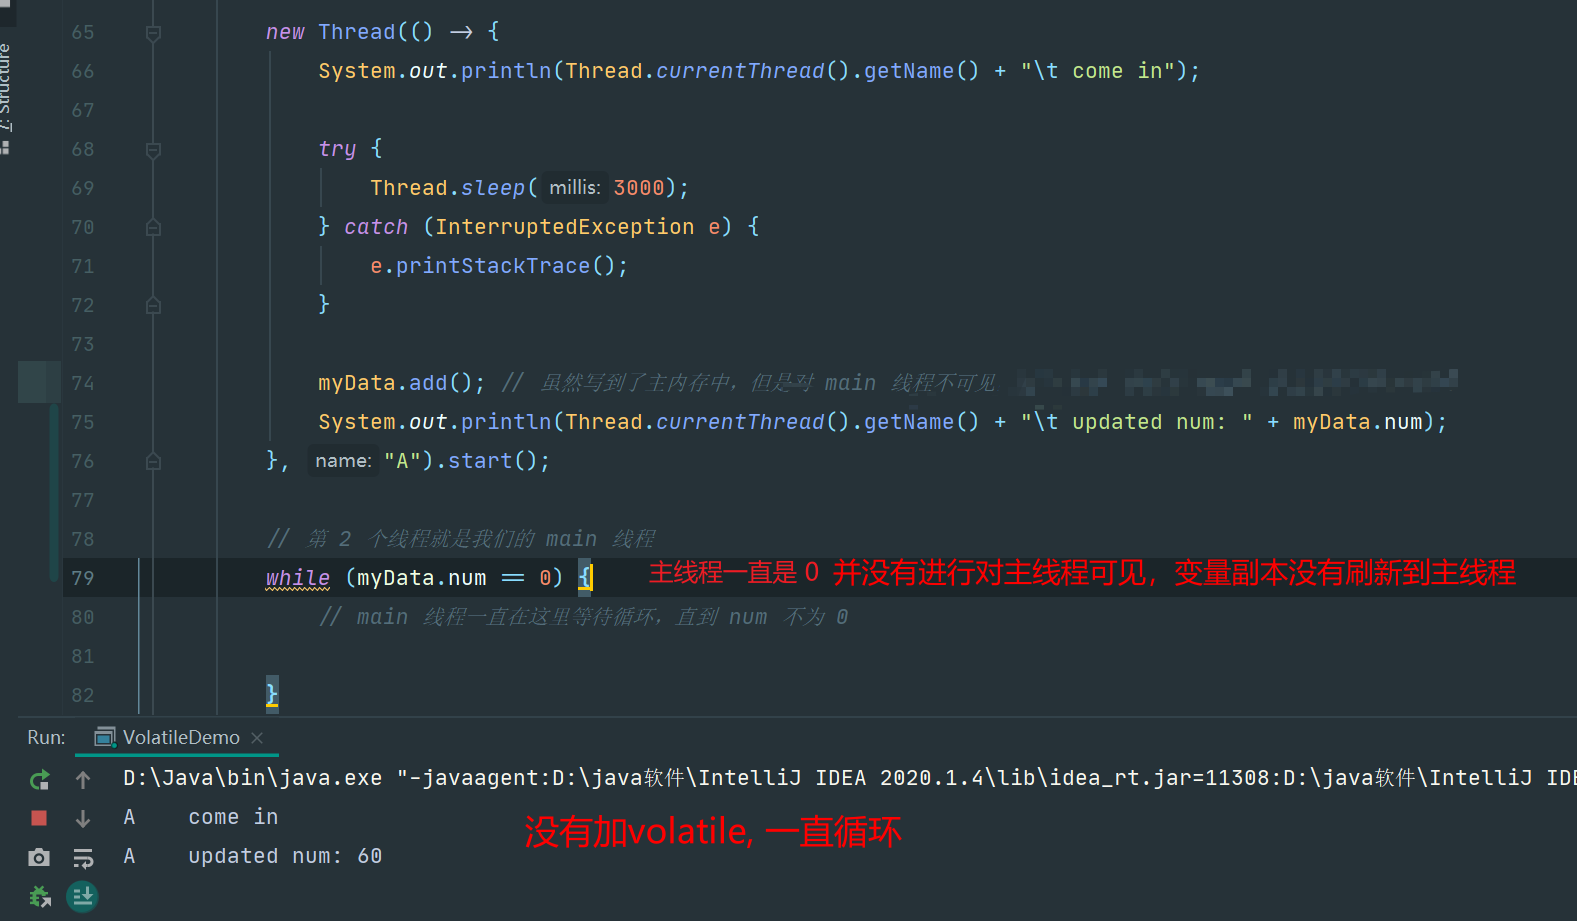 7: Structure
65 new Thread(() -> {
66 System.out.println(Thread.currentThread().getName() + "\t come in");
67
68 try {
69 Thread.sleep( millis: 3000);
70 } catch (InterruptedException e) {
71 e.printStackTrace();
72 }
73
74 myData.add(); // 虽然写到了主内存中，但是对 main 线程不可见
75 System.out.println(Thread.currentThread().getName() + "\t updated num: " + myData.num);
76 }, name: "A").start();
77
78 // 第 2 个线程就是我们的 main 线程
79 while (myData.num == 0) { 主线程一直是 0 并没有进行对主线程可见，变量副本没有刷新到主线程
80 // main 线程一直在这里等待循环，直到 num 不为 0
81
82 }
Run: VolatileDemo
D:\Java\bin\java.exe "-javaagent:D:\java软件\IntelliJ IDEA 2020.1.4\lib\idea_rt.jar=11308:D:\java软件\IntelliJ IDE
A come in
没有加volatile, 一直循环
A updated num: 60